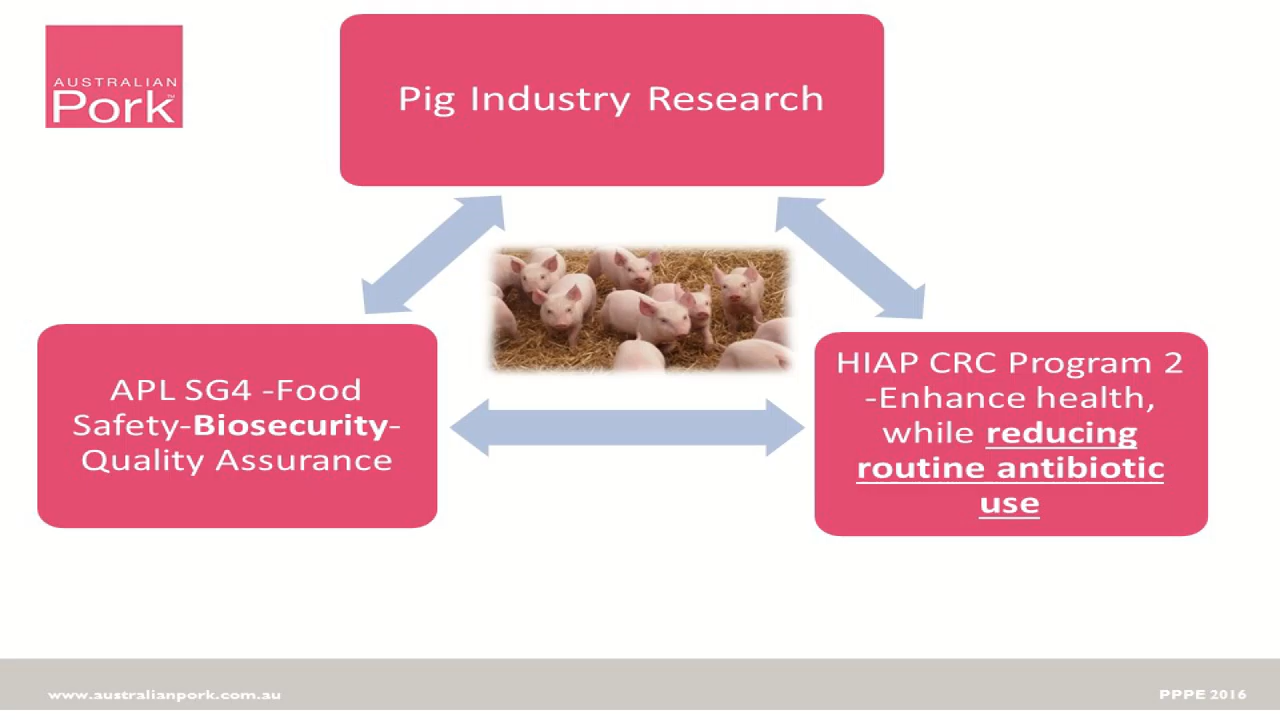 AUSTRALIAN
Pork™
Pig Industry Research
APL SG4 -Food
Safety-Biosecurity-
Quality Assurance
HIAP CRC Program 2
-Enhance health,
while reducing
routine antibiotic
use
www.australianpork.com.au
PPPE 2016